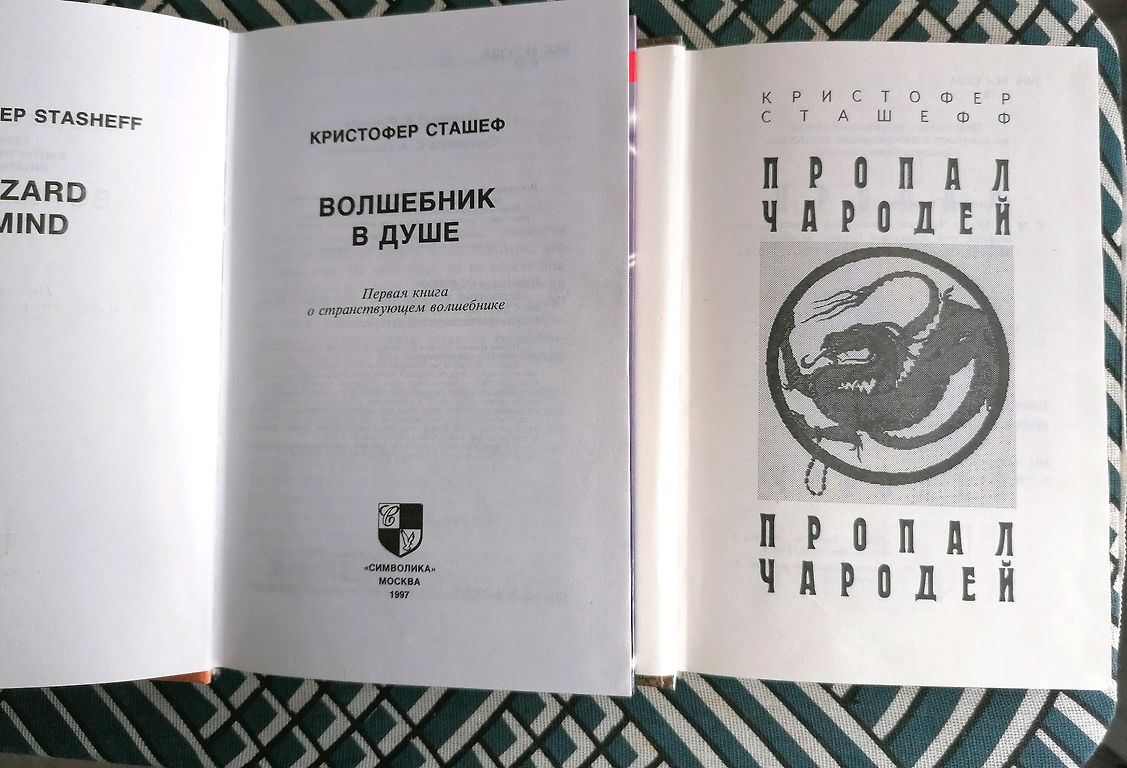 ЕР STASHEFF
ZARD
MIND
КРИСТОФЕР СТАШЕФ
ВОЛШЕБНИК
В ДУШЕ
Первая книга
о странствующем волшебнике
«СИМВОЛИКА»
МОСКВА
1997
КРИСТОФЕР
СТАШЕФФ
ПРОПАЛ
ЧАРОДЕЙ
ПРОПАЛ
ЧАРОДЕЙ